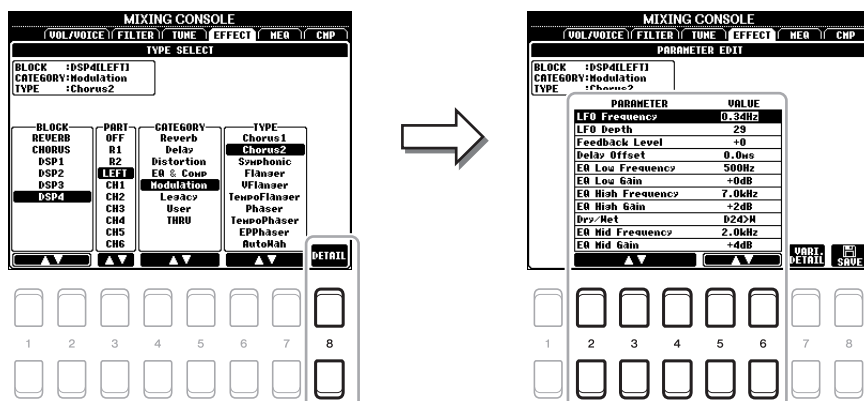 MIXING CONSOLE
VOL/VOICE FILTER TUNE EFFECT MEQ CMP
TYPE SELECT
BLOCK :DSP4[LEFT]
CATEGORY:Modulation
TYPE :Chorus2
BLOCK PART CATEGORY TYPE
REVERB OFF Reverb Chorus1
CHORUS R1 Delay Chorus2
DSP1 R2 Distortion Symphonic
DSP2 LEFT EQ & Comp Flanger
DSP3 CH1 Modulation VFlanger
DSP4 CH2 Legacy TempoFlanger
CH3 User Phaser
CH4 THRU TempoPhaser
CH5 EPPhaser
CH6 AutoWah
DETAIL
1 2 3 4 5 6 7 8
MIXING CONSOLE
VOL/VOICE FILTER TUNE EFFECT MEQ CMP
PARAMETER EDIT
BLOCK :DSP4[LEFT]
CATEGORY:Modulation
TYPE :Chorus2
PARAMETER VALUE
LFO Frequency 0.34Hz
LFO Depth 29
Feedback Level +0
Delay Offset 0.0ms
EQ Low Frequency 500Hz
EQ Low Gain +0dB
EQ High Frequency 7.0kHz
EQ High Gain +2dB
Dry/Wet D24>W
EQ Mid Frequency 2.0kHz
EQ Mid Gain +4dB
VARI. DETAIL SAVE
1 2 3 4 5 6 7 8